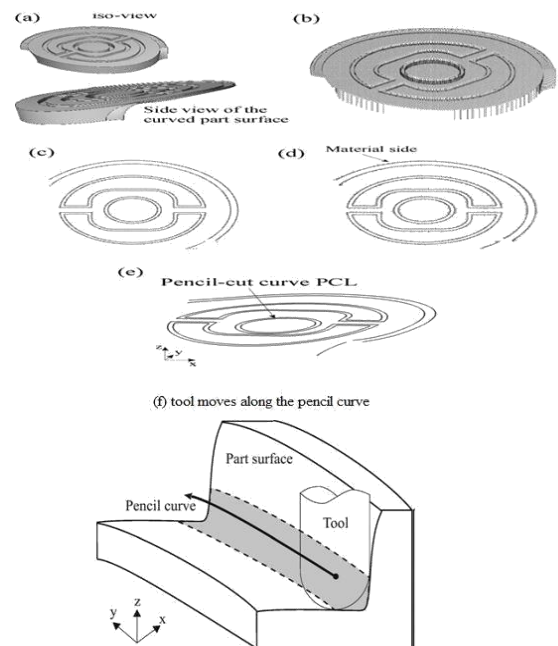 (a)
iso-view
Side view of the
curved part surface
(b)
(c)
(d)
Material side
(e)
Pencil-cut curve PCL
z
y
x
(f) tool moves along the pencil curve
Part surface
Pencil curve
Tool
z
y
x